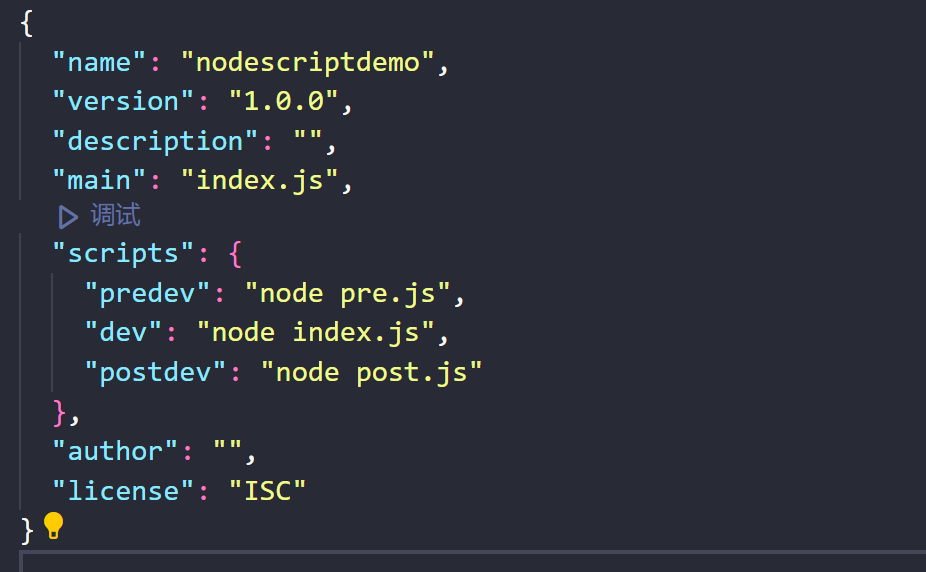 {
  "name": "nodescriptdemo",
  "version": "1.0.0",
  "description": "",
  "main": "index.js",
  调试
  "scripts": {
    "predev": "node pre.js",
    "dev": "node index.js",
    "postdev": "node post.js"
  },
  "author": "",
  "license": "ISC"
}